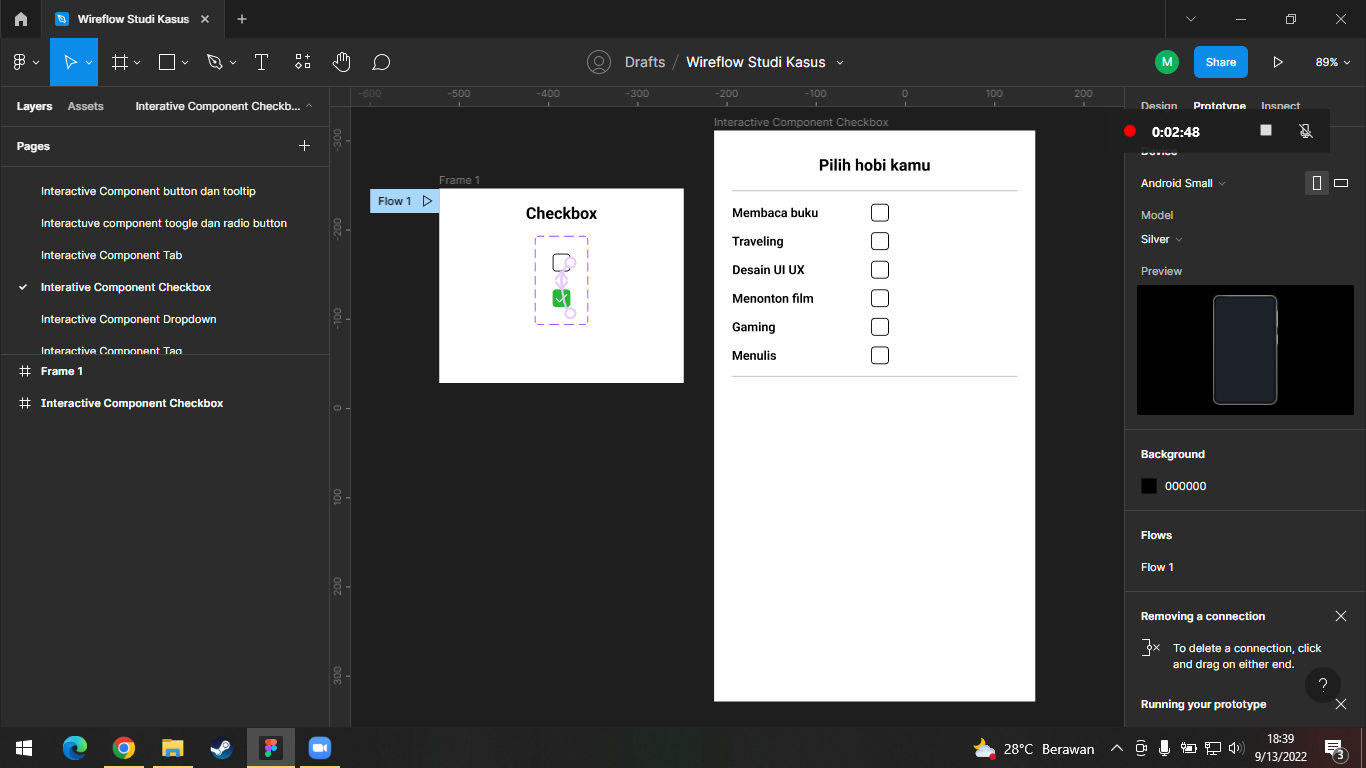 Wireflow Studi Kasus
Drafts / Wireflow Studi Kasus
M
Share
89%
Layers
Assets
Interative Component Checkb...
Pages
Interactive Component button dan tooltip
Interactuve component toogle dan radio button
Interactive Component Tab
Interative Component Checkbox
Interactive Component Dropdown
Interactive Component Tag
Frame 1
Interactive Component Checkbox
-600 -500 -400 -300 -200 -100 0 100 200
-300
-200
-100
0
100
200
300
Frame 1
Flow 1
Checkbox
Interactive Component Checkbox
Pilih hobi kamu
Membaca buku
Traveling
Desain UI UX
Menonton film
Gaming
Menulis
Design Prototype Inspect
0:02:48
Device
Android Small
Model
Silver
Preview
Background
000000
Flows
Flow 1
Removing a connection
To delete a connection, click
and drag on either end.
?
Running your prototype
28°C Berawan
18:39
9/13/2022
3